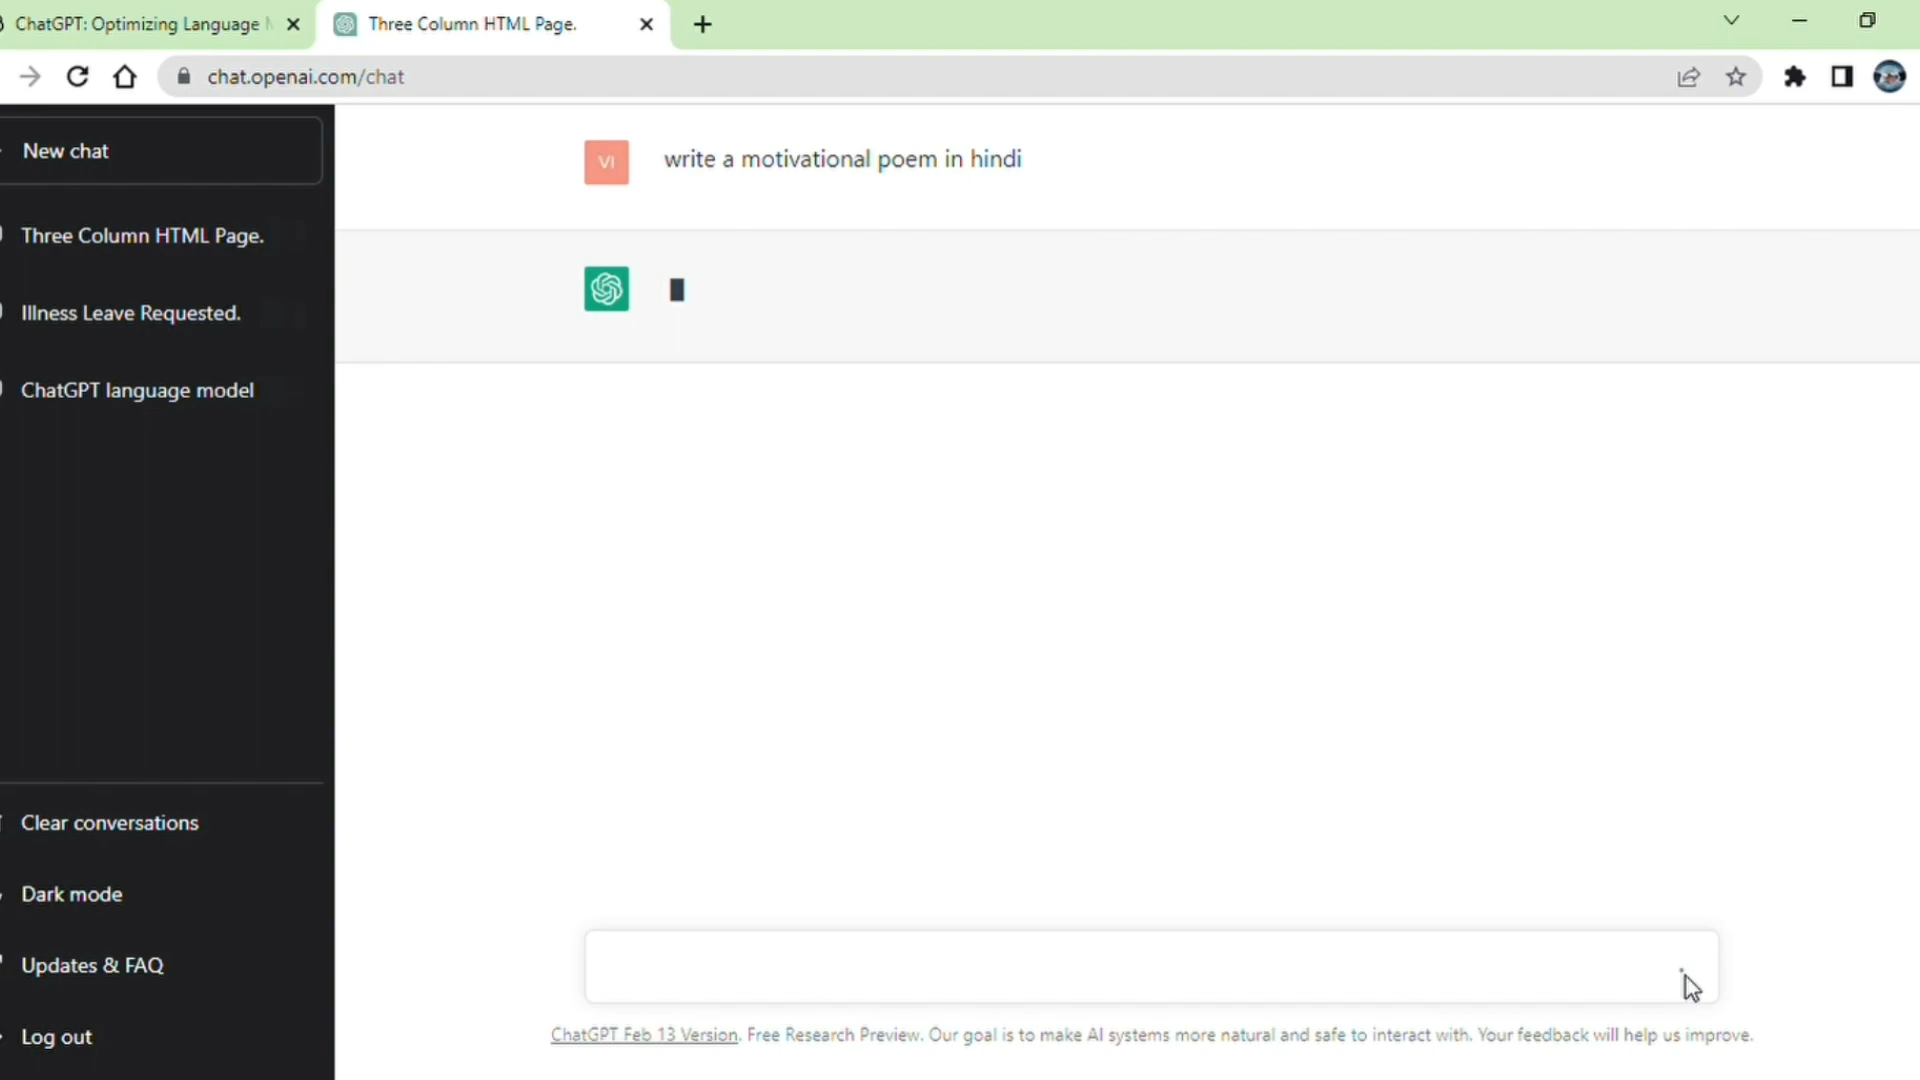 ChatGPT: Optimizing Language
Three Column HTML Page.
chat.openai.com/chat
New chat
Three Column HTML Page.
Illness Leave Requested.
ChatGPT language model
Clear conversations
Dark mode
Updates & FAQ
Log out
VI
write a motivational poem in hindi
ChatGPT Feb 13 Version. Free Research Preview. Our goal is to make AI systems more natural and safe to interact with. Your feedback will help us improve.